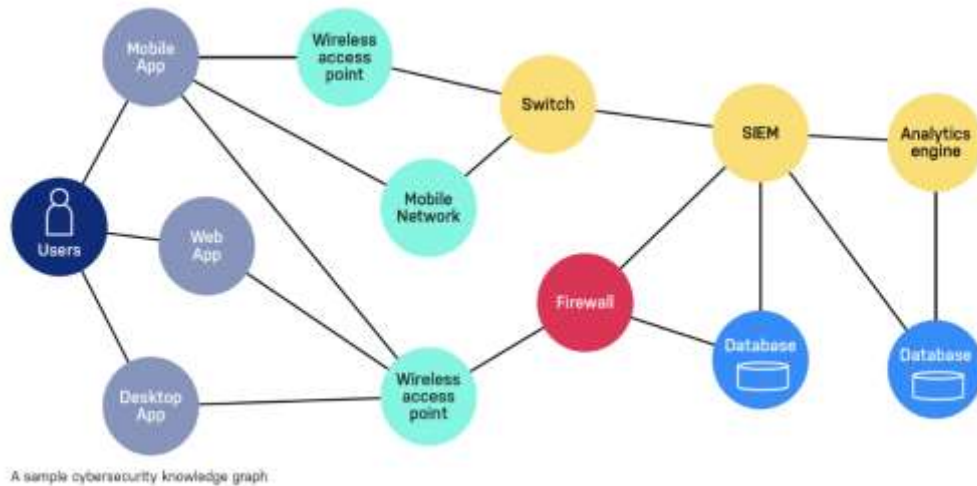 Mobile
App
Wireless
access
point
Switch
SIEM
Analytics
engine
Mobile
Network
Users
Web
App
Firewall
Database
Database
Wireless
access
point
Desktop
App
A sample cybersecurity knowledge graph